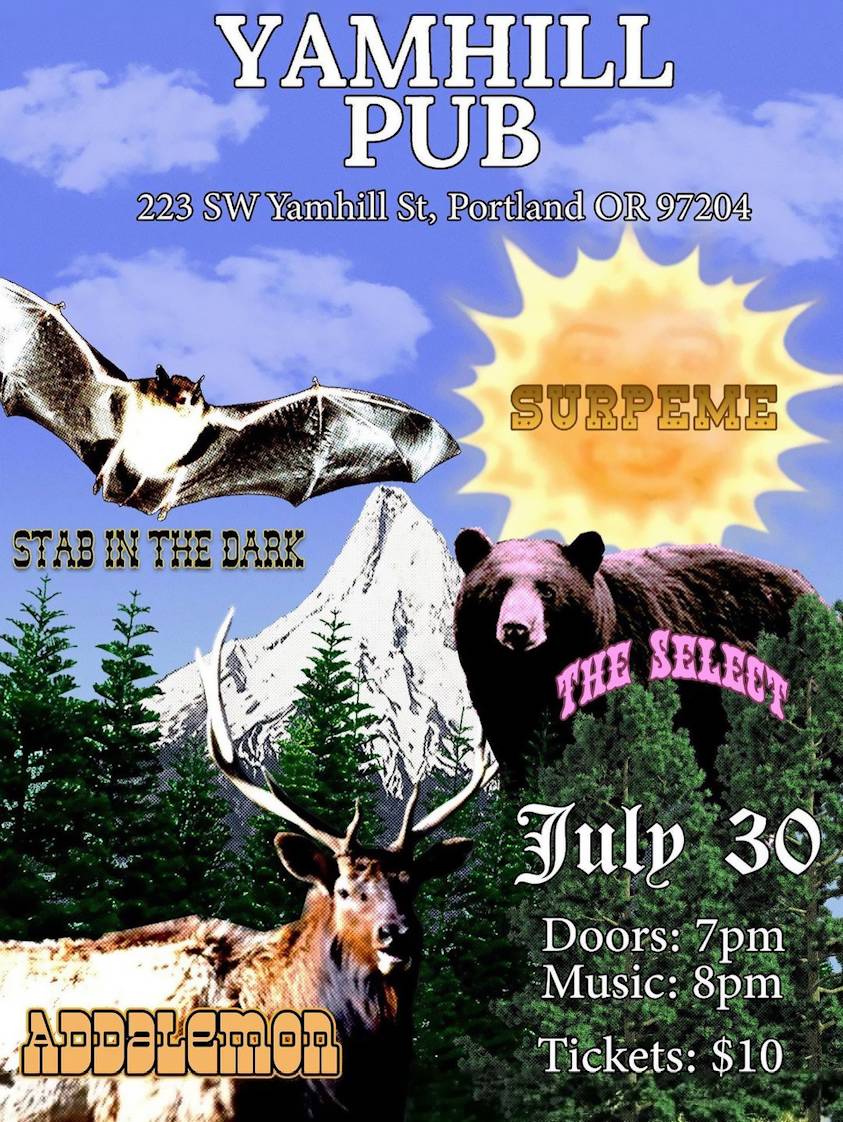 YAMHILL
PUB
223 SW Yamhill St, Portland OR 97204
SURPEME
STAB IN THE DARK
THE SELECT
July 30
Doors: 7pm
Music: 8pm
Tickets: $10
ADDaLemon